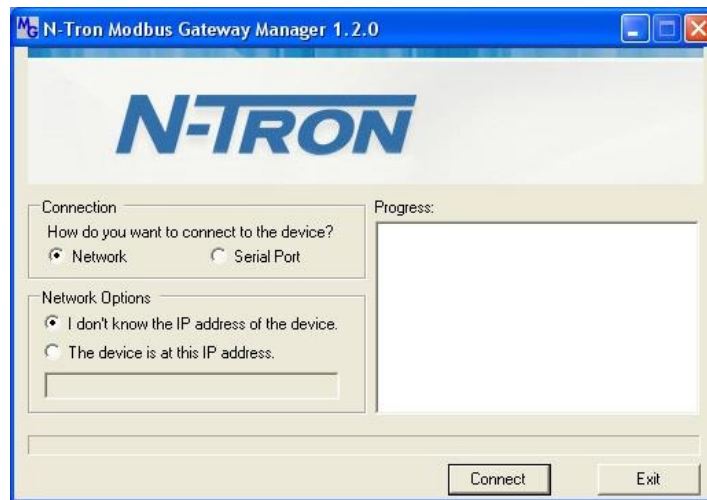 MG N-Tron Modbus Gateway Manager 1.2.0
N-TRON
Connection
How do you want to connect to the device?
Network Serial Port
Network Options
I don't know the IP address of the device.
The device is at this IP address.
Progress:
Connect Exit